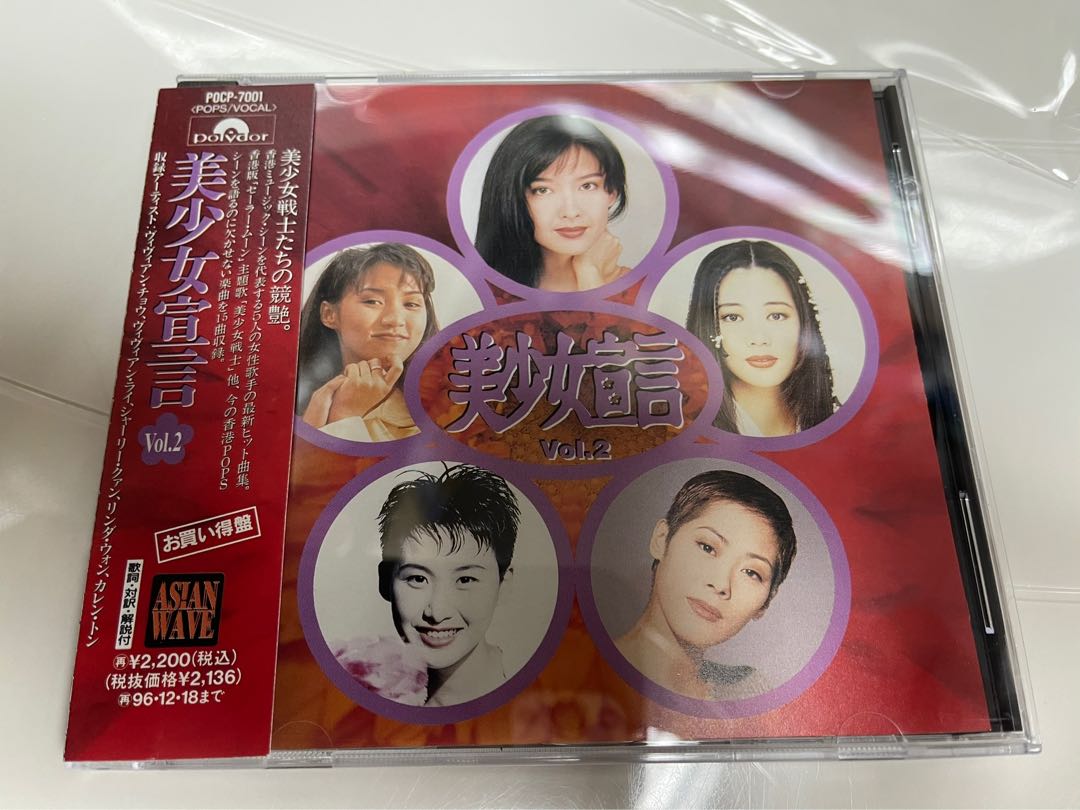 POCP-7001
〈POPS/VOCAL〉
polydor
美少女宣言
Vol.2
美少女戦士たちの競艶。
香港ミュージック・シーンを代表する5人の女性歌手の最新ヒット曲集。
香港版「セーラー・ムーン」主題歌「美少女戦士」他、今の香港POPS
シーンを語るのに欠かせない楽曲を15曲収録。
収録アーティスト:ヴィヴィアン・チョウ、ヴィヴィアン・ライ、シャーリー・クァン、リンダ・ウォン、カレン・トン
お買い得盤
歌詞・対訳・解説付
ASIAN
WAVE
再¥2,200(税込)
(税抜価格¥2,136)
再96・12・18まで
美少女宣言
Vol.2